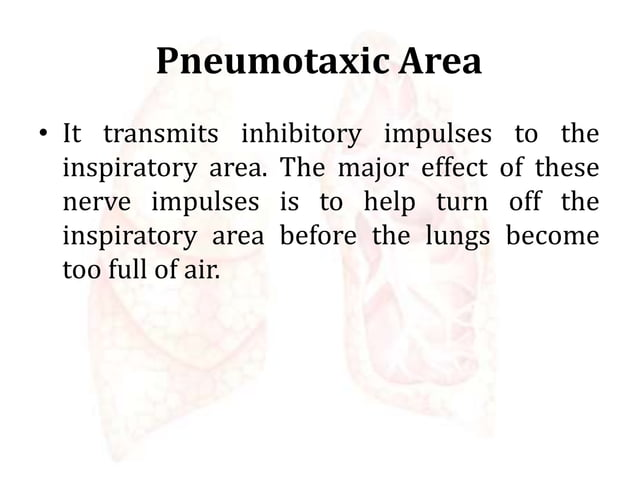 Pneumotaxic Area
• It transmits inhibitory impulses to the
inspiratory area. The major effect of these
nerve impulses is to help turn off the
inspiratory area before the lungs become
too full of air.